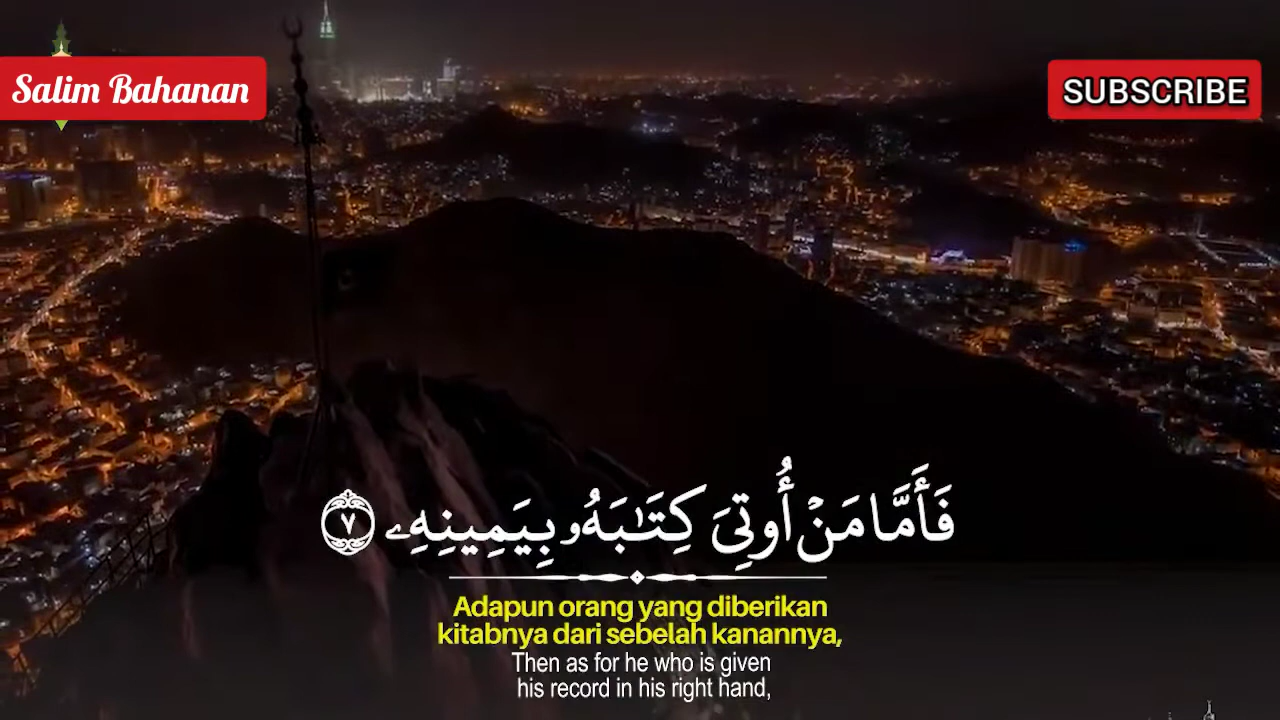 Salim Bahanan
SUBSCRIBE
فَأَمَّا مَنۡ أُوتِيَ كِتَٰبَهُۥ بِيَمِينِهِۦ ٧
Adapun orang yang diberikan
kitabnya dari sebelah kanannya,
Then as for he who is given
his record in his right hand,